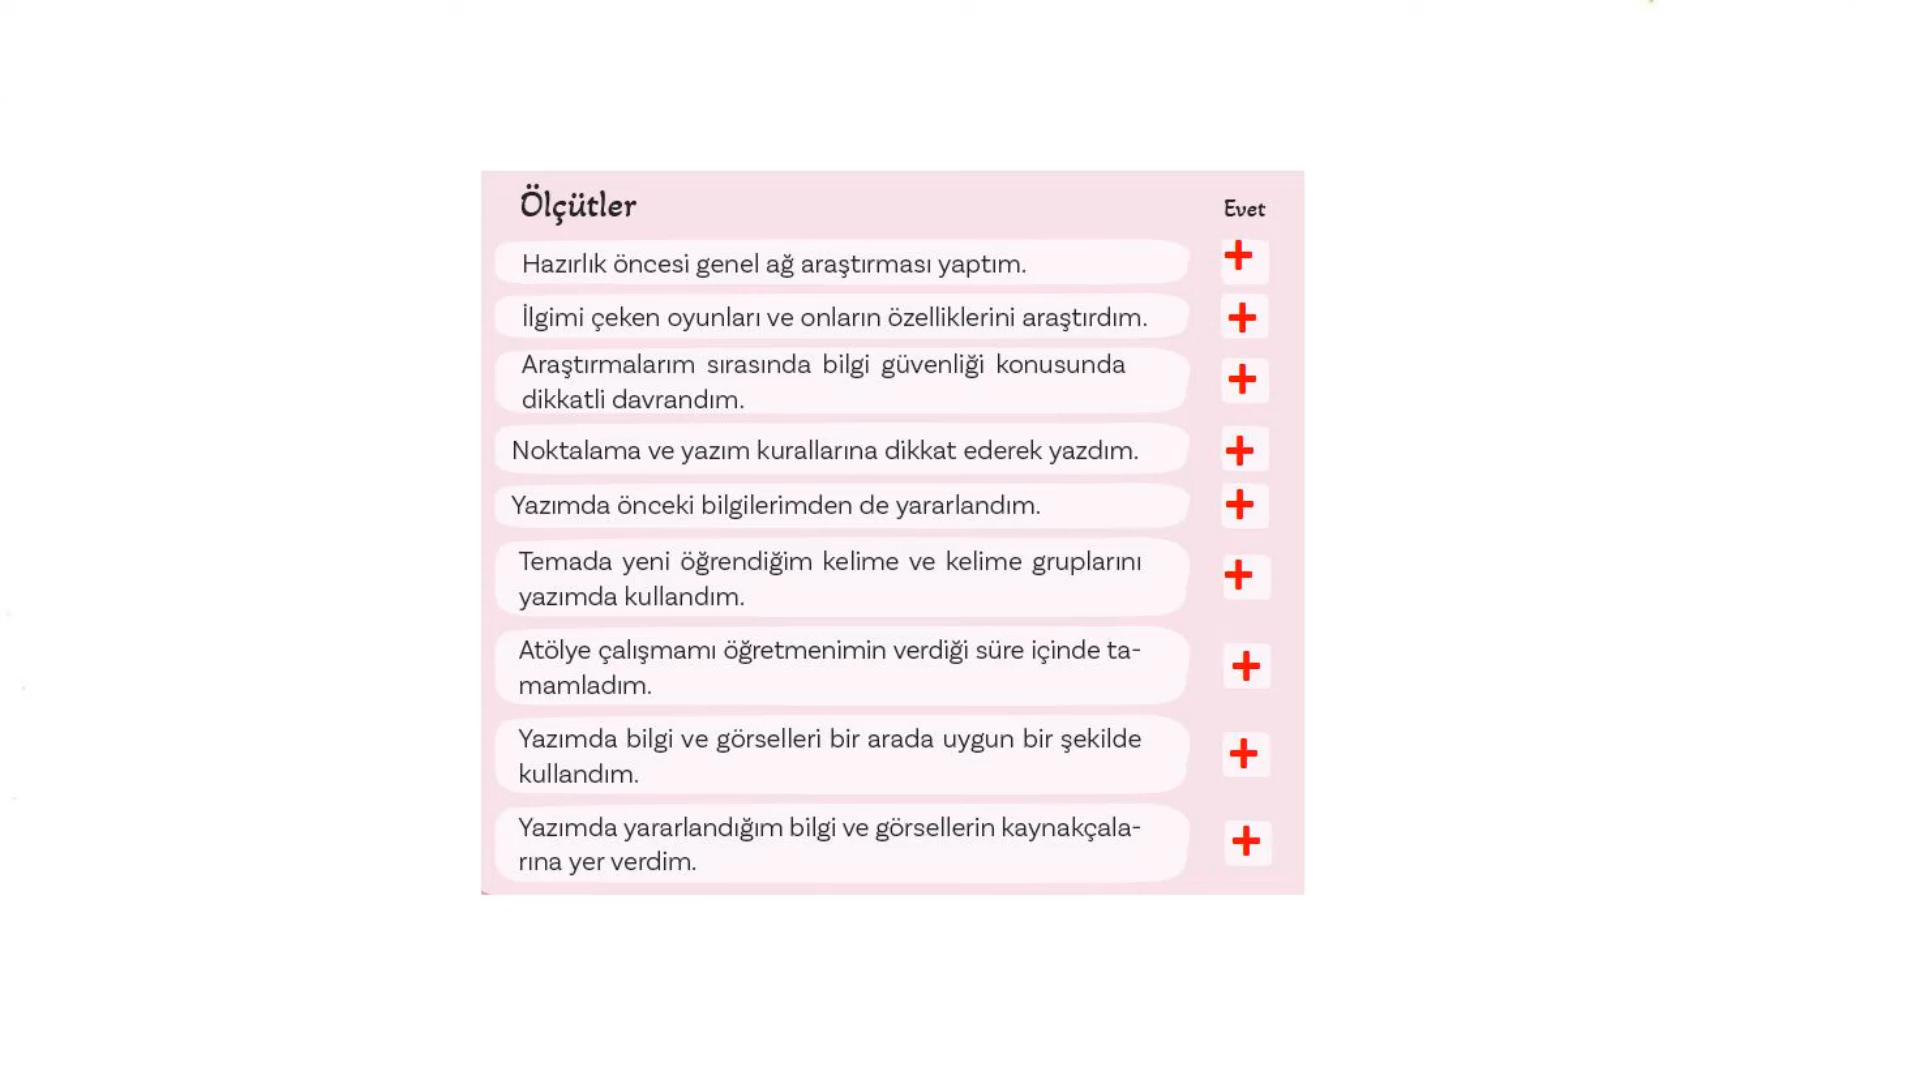 Ölçütler Evet
Hazırlık öncesi genel ağ araştırması yaptım. +
İlgimi çeken oyunları ve onların özelliklerini araştırdım. +
Araştırmalarım sırasında bilgi güvenliği konusunda
dikkatli davrandım. +
Noktalama ve yazım kurallarına dikkat ederek yazdım. +
Yazımda önceki bilgilerimden de yararlandım. +
Temada yeni öğrendiğim kelime ve kelime gruplarını
yazımda kullandım. +
Atölye çalışmamı öğretmenimin verdiği süre içinde ta-
mamladım. +
Yazımda bilgi ve görselleri bir arada uygun bir şekilde
kullandım. +
Yazımda yararlandığım bilgi ve görsellerin kaynakçala-
rına yer verdim. +